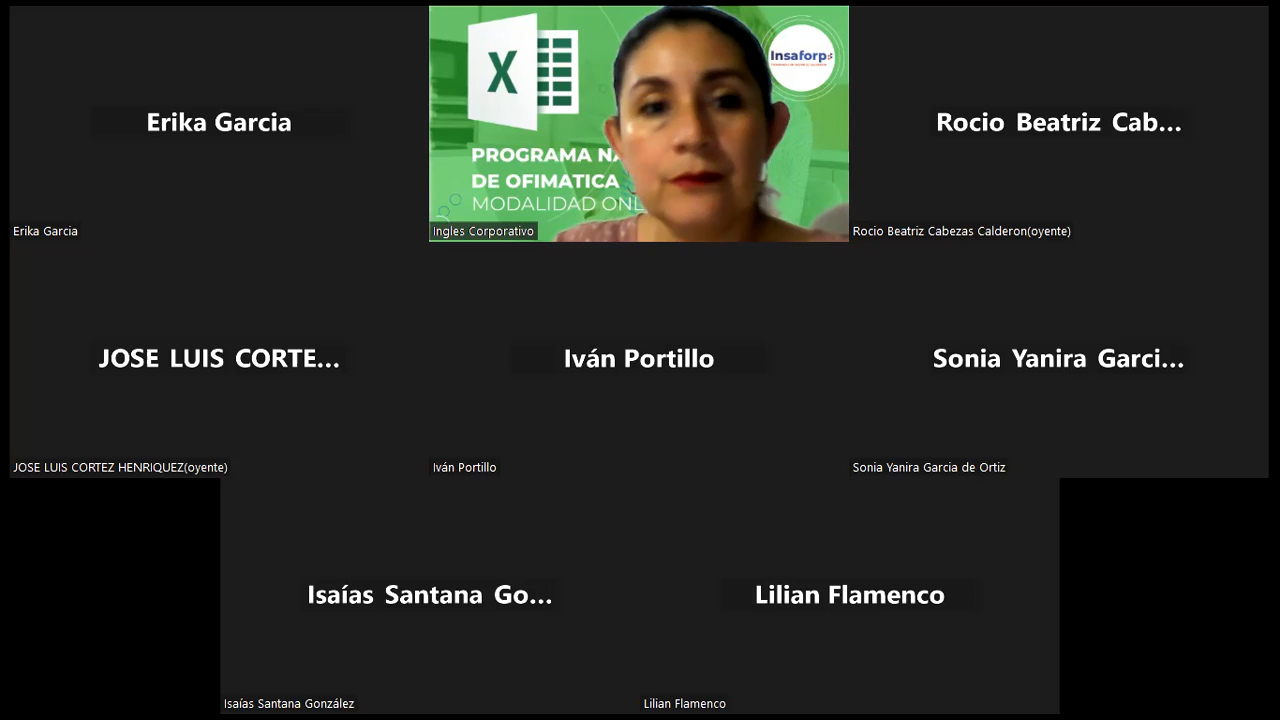 Erika Garcia
Erika Garcia
X
Insaforp
PROGRAMA NA
DE OFIMATICA
MODALIDAD ONL
Ingles Corporativo
Rocio Beatriz Cab...
Rocio Beatriz Cabezas Calderon(oyente)
JOSE LUIS CORTE...
JOSE LUIS CORTEZ HENRIQUEZ(oyente)
Iván Portillo
Iván Portillo
Sonia Yanira Garci...
Sonia Yanira Garcia de Ortiz
Isaías Santana Go...
Isaías Santana González
Lilian Flamenco
Lilian Flamenco